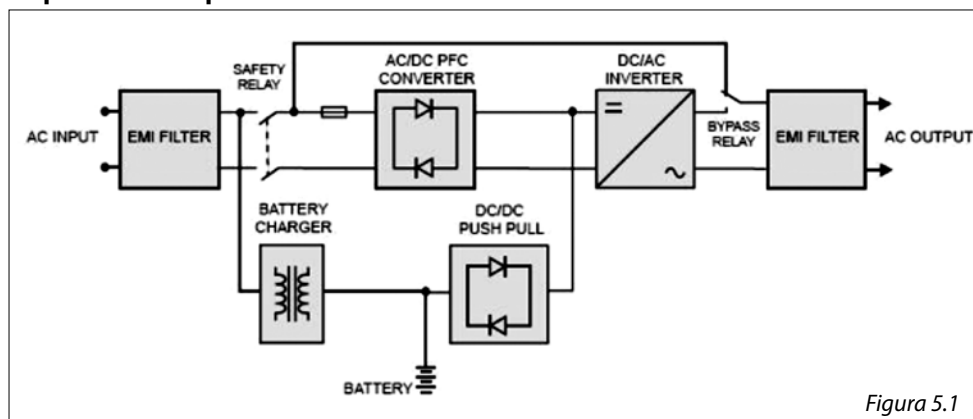 SAFETY
RELAY
AC/DC PFC
CONVERTER
DC/AC
INVERTER
AC INPUT
EMI FILTER
BYPASS
RELAY
EMI FILTER
AC OUTPUT
BATTERY
CHARGER
DC/DC
PUSH PULL
BATTERY
Figura 5.1